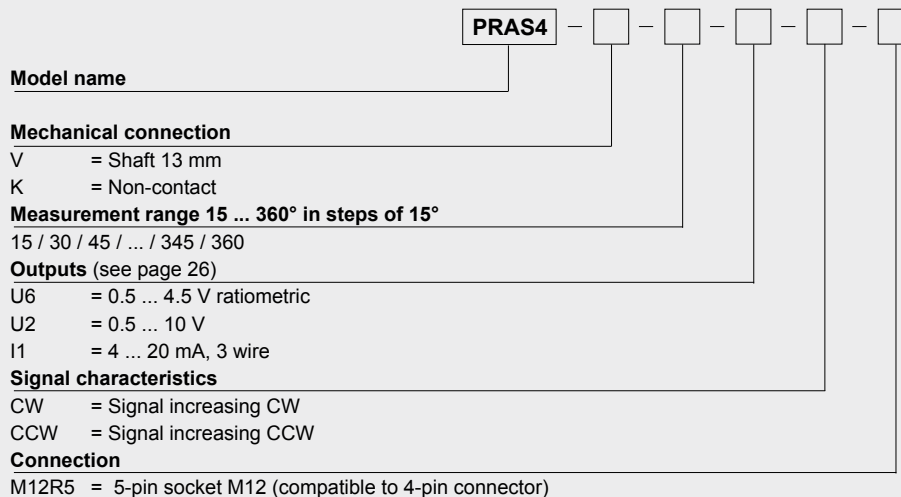 PRAS4 – – – – –
Model name
Mechanical connection
V = Shaft 13 mm
K = Non-contact
Measurement range 15 ... 360° in steps of 15°
15 / 30 / 45 / ... / 345 / 360
Outputs (see page 26)
U6 = 0.5 ... 4.5 V ratiometric
U2 = 0.5 ... 10 V
I1 = 4 ... 20 mA, 3 wire
Signal characteristics
CW = Signal increasing CW
CCW = Signal increasing CCW
Connection
M12R5 = 5-pin socket M12 (compatible to 4-pin connector)